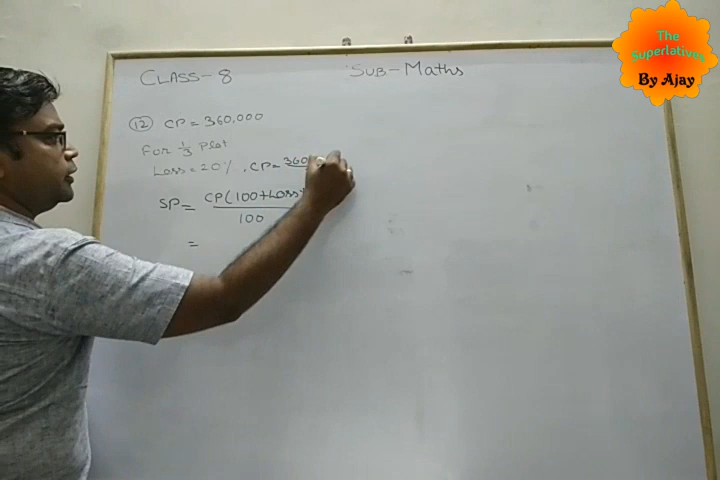 CLASS-8
SUB-Maths
The
Superlatives
By Ajay
(12) CP = 360,000
For 1/3 Plot
Loss = 20%, CP = 360
SP = CP(100+Loss
100
=